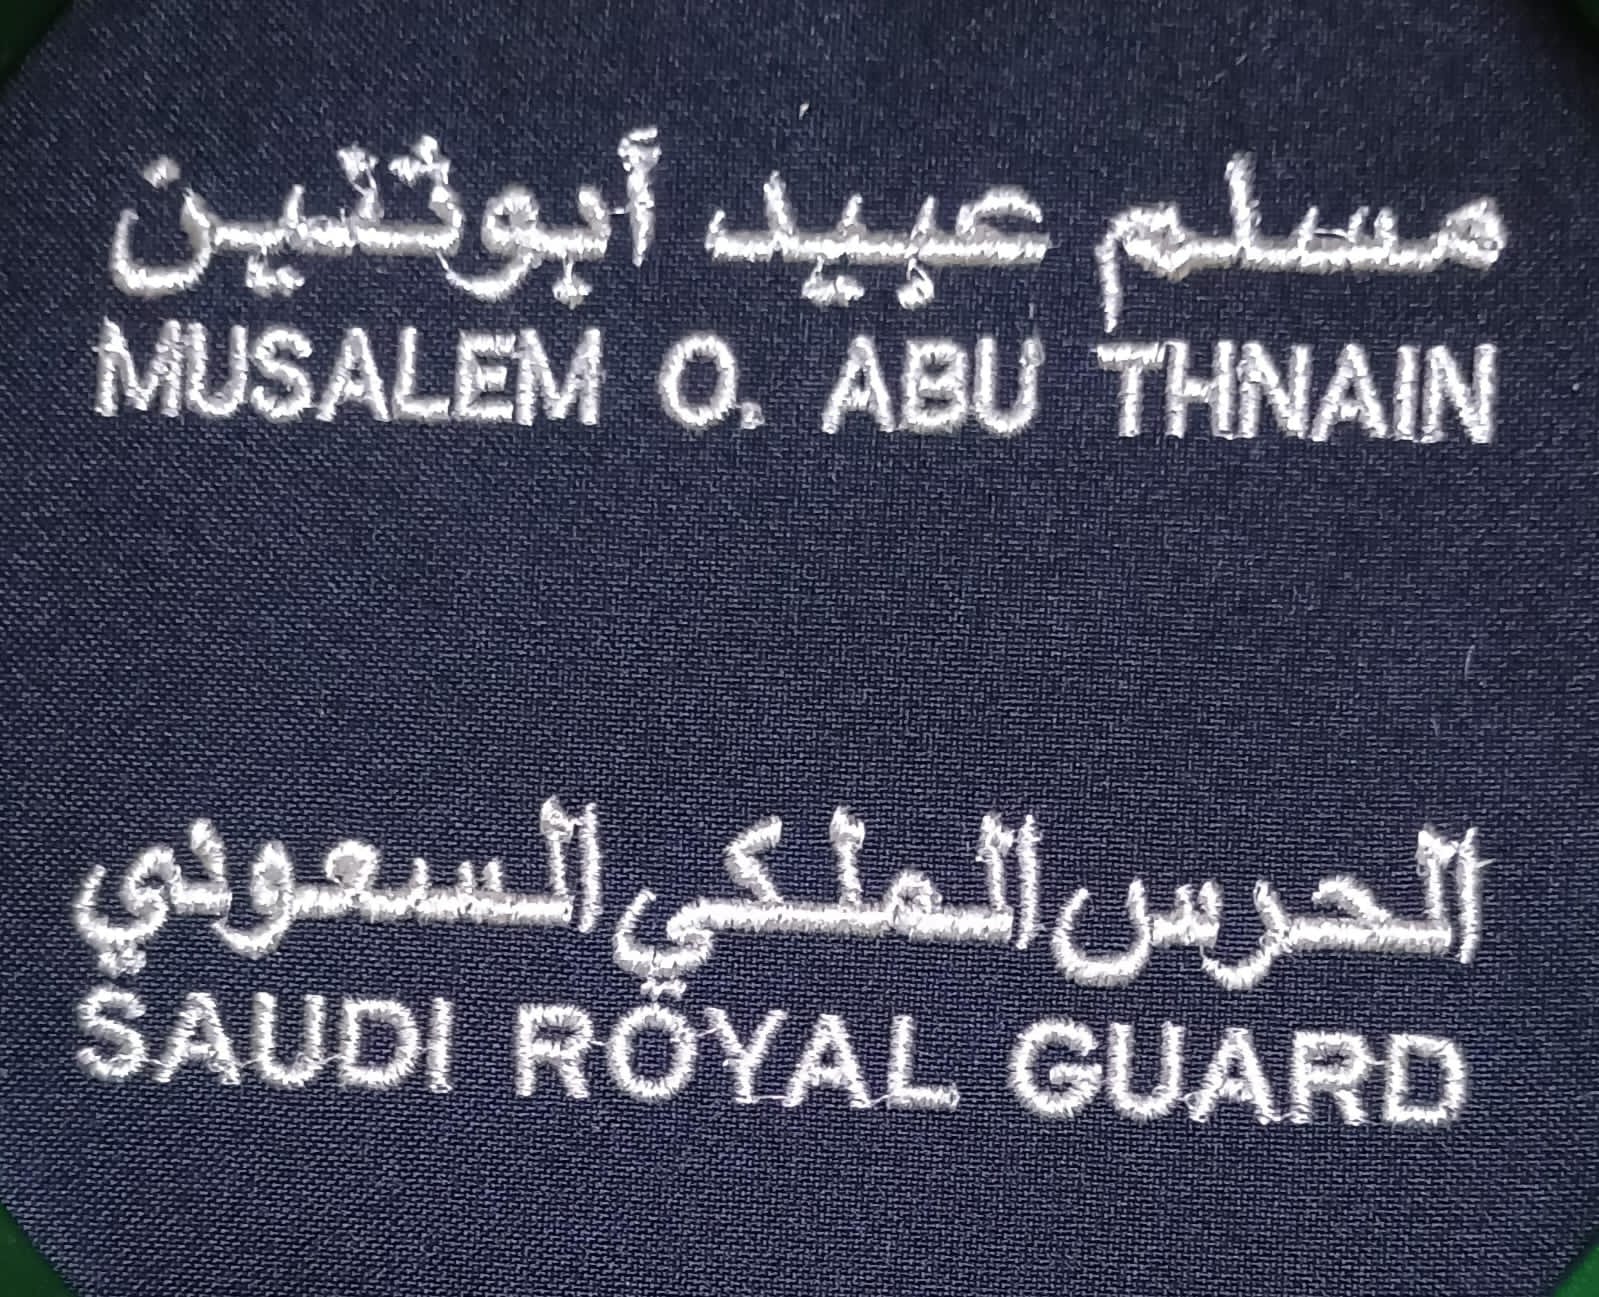 مسلم عبيد أبوثنين
MUSALEM O. ABU THNAIN
الحرس الملكي السعودي
SAUDI ROYAL GUARD